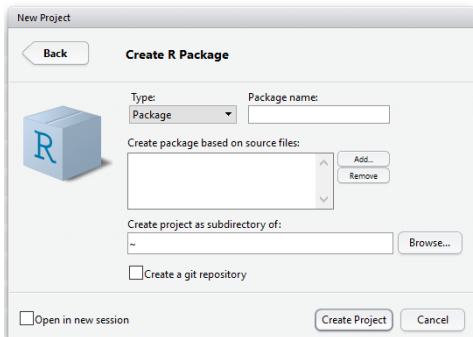 New Project
Back
Create R Package
Type:
Package name:
Package
R
Create package based on source files:
Add...
Remove
Create project as subdirectory of:
~
Browse...
Create a git repository
Open in new session
Create Project
Cancel